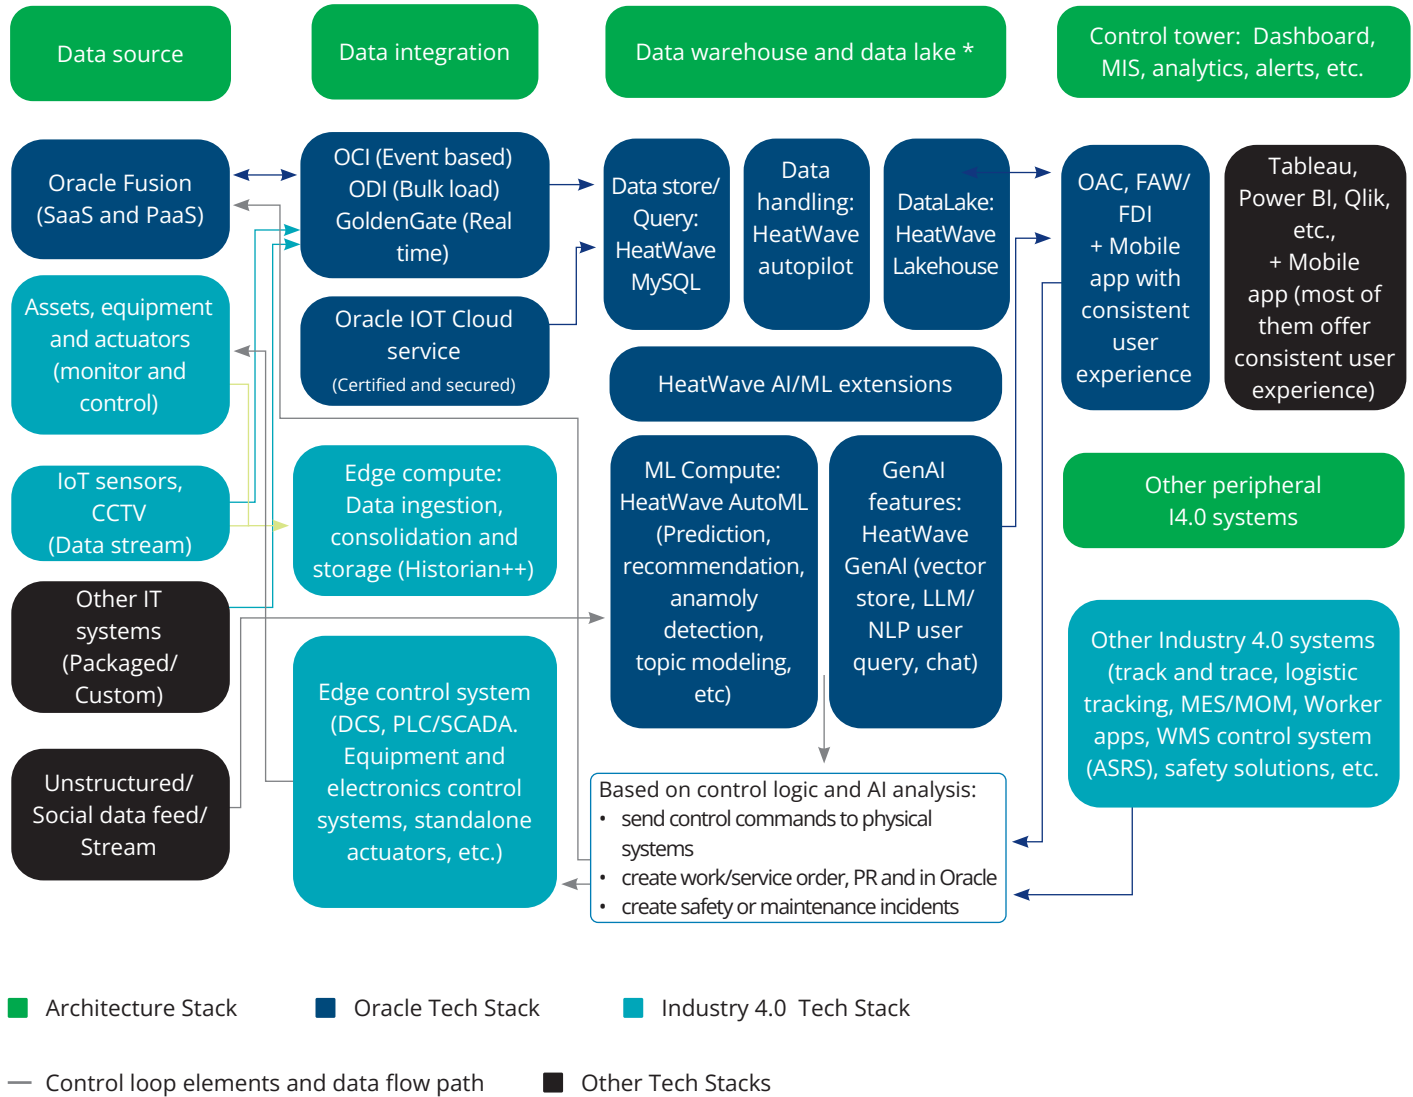 Data source
Data integration
Data warehouse and data lake *
Control tower:  Dashboard,
MIS, analytics, alerts, etc.
Oracle Fusion
(SaaS and PaaS)
Assets, equipment
and actuators
(monitor and
control)
IoT sensors,
CCTV
(Data stream)
Other IT
systems
(Packaged/
Custom)
Unstructured/
Social data feed/
Stream
OCI (Event based)
ODI (Bulk load)
GoldenGate (Real
time)
Oracle IOT Cloud
service
(Certified and secured)
Edge compute:
Data ingestion,
consolidation and
storage (Historian++)
Edge control system
(DCS, PLC/SCADA.
Equipment and
electronics control
systems, standalone
actuators, etc.)
Data store/
Query:
HeatWave
MySQL
Data
handling:
HeatWave
autopilot
DataLake:
HeatWave
Lakehouse
HeatWave AI/ML extensions
ML Compute:
HeatWave AutoML
(Prediction,
recommendation,
anamoly
detection,
topic modeling,
etc)
GenAI
features:
HeatWave
GenAI (vector
store, LLM/
NLP user
query, chat)
Based on control logic and AI analysis:
• send control commands to physical
systems
• create work/service order, PR and in Oracle
• create safety or maintenance incidents
OAC, FAW/
FDI
+ Mobile
app with
consistent
user
experience
Tableau,
Power BI, Qlik,
etc.,
+ Mobile
app (most of
them offer
consistent user
experience)
Other peripheral
I4.0 systems
Other Industry 4.0 systems
(track and trace, logistic
tracking, MES/MOM, Worker
apps, WMS control system
(ASRS), safety solutions, etc.
Architecture Stack
Oracle Tech Stack
Industry 4.0  Tech Stack
Control loop elements and data flow path
Other Tech Stacks